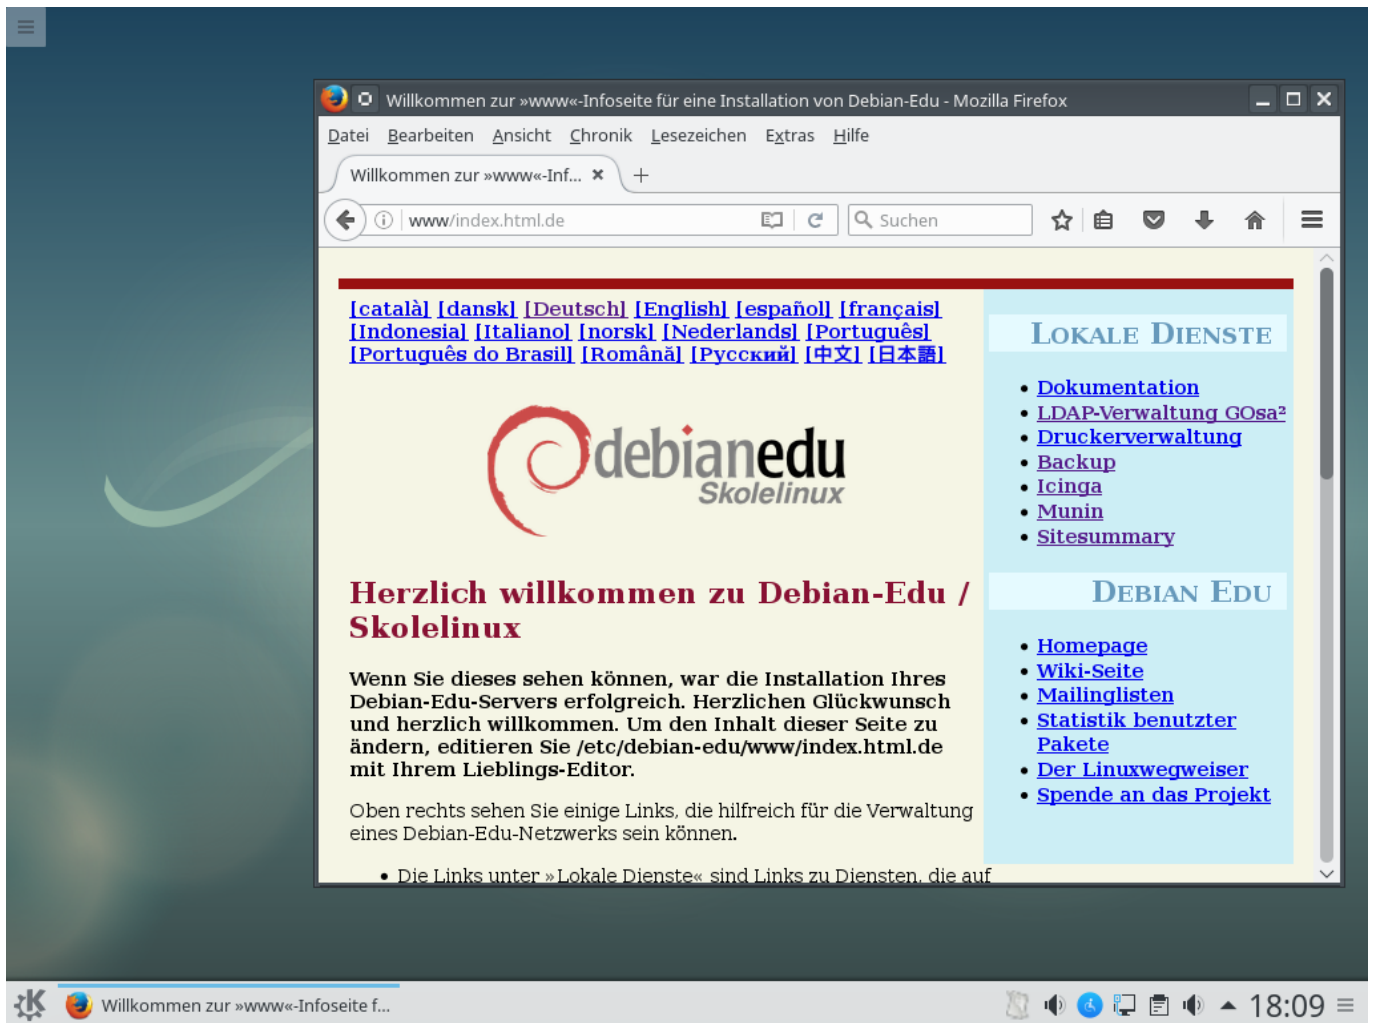 Willkommen zur »www«-Infoseite für eine Installation von Debian-Edu - Mozilla Firefox
Datei Bearbeiten Ansicht Chronik Lesezeichen Extras Hilfe
Willkommen zur »www«-Inf...
www/index.html.de
Suchen
[català] [dansk] [Deutsch] [English] [español] [français]
[Indonesia] [Italiano] [norsk] [Nederlands] [Português]
[Português do Brasil] [Română] [Русский] [中文] [日本語]
debianedu
Skolelinux
Herzlich willkommen zu Debian-Edu /
Skolelinux
Wenn Sie dieses sehen können, war die Installation Ihres
Debian-Edu-Servers erfolgreich. Herzlichen Glückwunsch
und herzlich willkommen. Um den Inhalt dieser Seite zu
ändern, editieren Sie /etc/debian-edu/www/index.html.de
mit Ihrem Lieblings-Editor.
Oben rechts sehen Sie einige Links, die hilfreich für die Verwaltung
eines Debian-Edu-Netzwerks sein können.
• Die Links unter »Lokale Dienste« sind Links zu Diensten, die auf
Lokale Dienste
• Dokumentation
• LDAP-Verwaltung GOsa²
• Druckerverwaltung
• Backup
• Icinga
• Munin
• Sitesummary
Debian Edu
• Homepage
• Wiki-Seite
• Mailinglisten
• Statistik benutzter
Pakete
• Der Linuxwegweiser
• Spende an das Projekt
Willkommen zur »www«-Infoseite f...
18:09